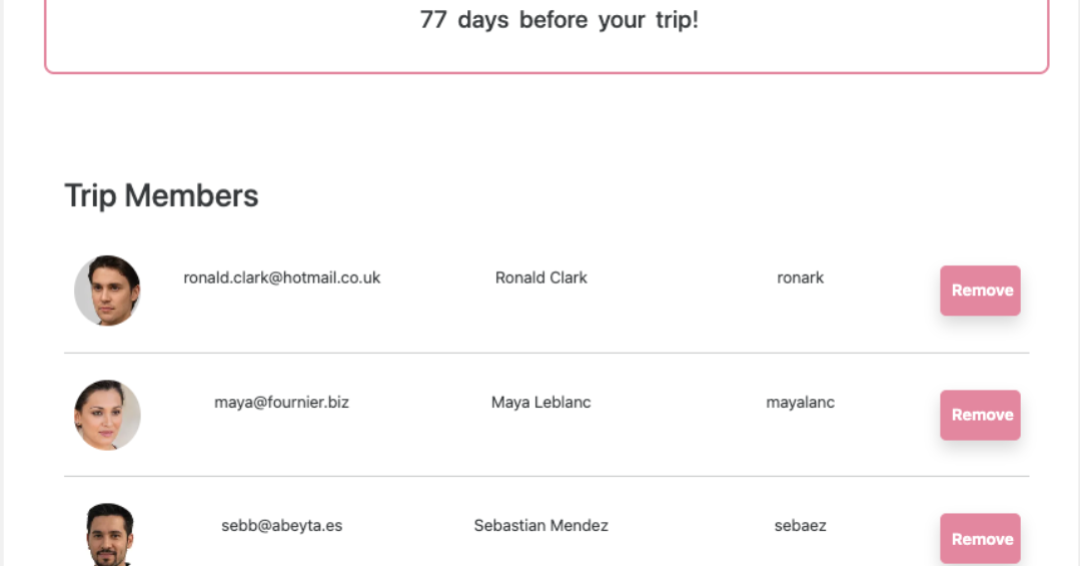 77 days before your trip!
Trip Members
ronald.clark@hotmail.co.uk Ronald Clark ronark Remove
maya@fournier.biz Maya Leblanc mayalanc Remove
sebb@abeyta.es Sebastian Mendez sebaez Remove